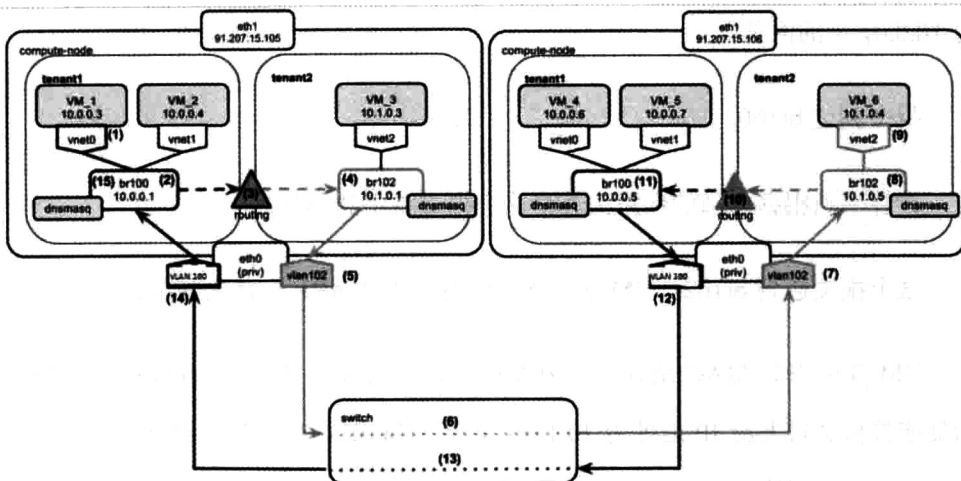 eth1
91.207.15.105
compute-node
tenant1
tenant2
VM_1
10.0.0.3
VM_2
10.0.0.4
VM_3
10.1.0.3
vnet0
(1)
vnet1
vnet2
(15)
br100
(2)
10.0.0.1
dnsmasq
(3)
routing
(4)
br102
10.1.0.1
dnsmasq
eth0
(priv)
VLAN 100
(14)
vlan102
(5)
eth1
91.207.15.106
compute-node
tenant1
tenant2
VM_4
10.0.0.6
VM_5
10.0.0.7
VM_6
10.1.0.4
vnet0
vnet1
vnet2
(9)
br100
(11)
10.0.0.5
dnsmasq
(10)
routing
(8)
br102
10.1.0.5
dnsmasq
eth0
(priv)
VLAN 100
(12)
vlan102
(7)
switch
(6)
(13)